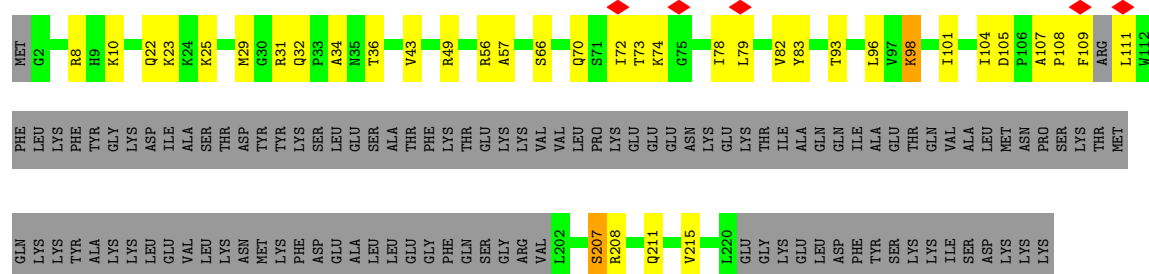 MET G2 R8 H9 K10 Q22 K23 K24 K25 M29 G30 R31 Q32 P33 A34 N35 T36 V43 R49 R56 A57 S66 Q70 S71 I72 T73 K74 G75 I78 L79 V82 Y83 T93 L96 V97 K98 I101 I104 D105 P106 A107 P108 F109 ARG L111 W112
PHE LEU LYS PHE TYR GLY LYS LYS ASP ILE ALA SER THR ASP TYR TYR LYS SER LEU GLU SER ALA THR PHE LYS THR GLU LYS LYS VAL VAL LEU PRO LYS GLU GLU GLU ASN LYS GLU LYS THR ILE ALA GLN GLN ILE ALA GLU THR GLN VAL ALA LEU MET ASN PRO SER LYS THR MET
GLN LYS LYS TYR ALA LYS LYS LEU GLU VAL LEU LYS ASN MET LYS PHE ASP GLU ALA LEU LEU GLU GLY PHE GLN SER GLY ARG VAL L202 S207 R208 Q211 V215 L220 GLU GLY LYS GLU LEU ASP PHE TYR SER LYS LYS ILE SER ASP LYS LYS LYS